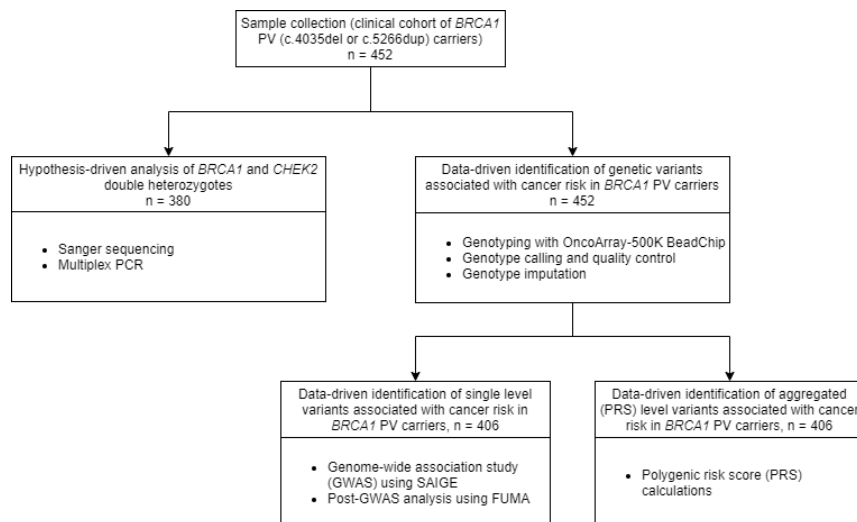 Sample collection (clinical cohort of BRCA1
PV (c.4035del or c.5266dup) carriers)
n = 452
Hypothesis-driven analysis of BRCA1 and CHEK2
double heterozygotes
n = 380
• Sanger sequencing
• Multiplex PCR
Data-driven identification of genetic variants
associated with cancer risk in BRCA1 PV carriers
n = 452
• Genotyping with OncoArray-500K BeadChip
• Genotype calling and quality control
• Genotype imputation
Data-driven identification of single level
variants associated with cancer risk in
BRCA1 PV carriers, n = 406
• Genome-wide association study
(GWAS) using SAIGE
• Post-GWAS analysis using FUMA
Data-driven identification of aggregated
(PRS) level variants associated with cancer
risk in BRCA1 PV carriers, n = 406
• Polygenic risk score (PRS)
calculations